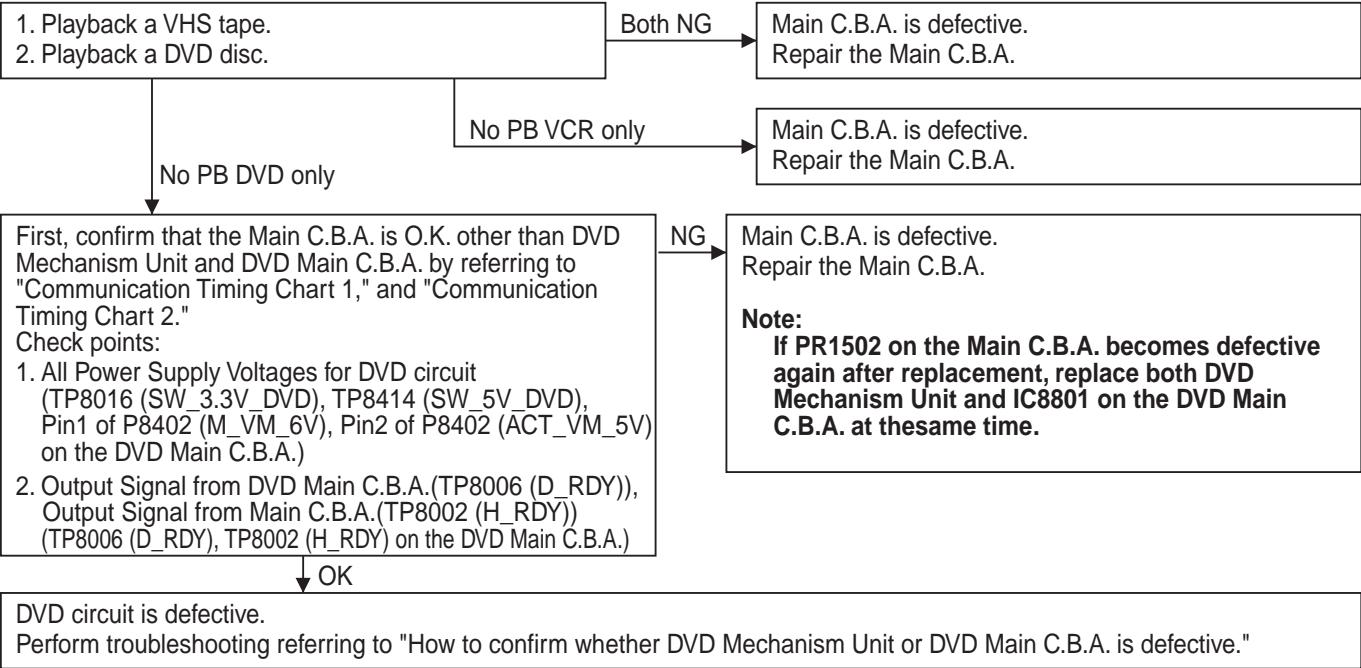 1. Playback a VHS tape.
2. Playback a DVD disc.
Both NG
Main C.B.A. is defective.
Repair the Main C.B.A.
No PB VCR only
Main C.B.A. is defective.
Repair the Main C.B.A.
No PB DVD only
First, confirm that the Main C.B.A. is O.K. other than DVD
Mechanism Unit and DVD Main C.B.A. by referring to
"Communication Timing Chart 1," and "Communication
Timing Chart 2."
Check points:
1. All Power Supply Voltages for DVD circuit
(TP8016 (SW_3.3V_DVD), TP8414 (SW_5V_DVD),
Pin1 of P8402 (M_VM_6V), Pin2 of P8402 (ACT_VM_5V)
on the DVD Main C.B.A.)
2. Output Signal from DVD Main C.B.A.(TP8006 (D_RDY)),
Output Signal from Main C.B.A.(TP8002 (H_RDY))
(TP8006 (D_RDY), TP8002 (H_RDY) on the DVD Main C.B.A.)
NG
Main C.B.A. is defective.
Repair the Main C.B.A.
Note:
If PR1502 on the Main C.B.A. becomes defective
again after replacement, replace both DVD
Mechanism Unit and IC8801 on the DVD Main
C.B.A. at thesame time.
OK
DVD circuit is defective.
Perform troubleshooting referring to "How to confirm whether DVD Mechanism Unit or DVD Main C.B.A. is defective."